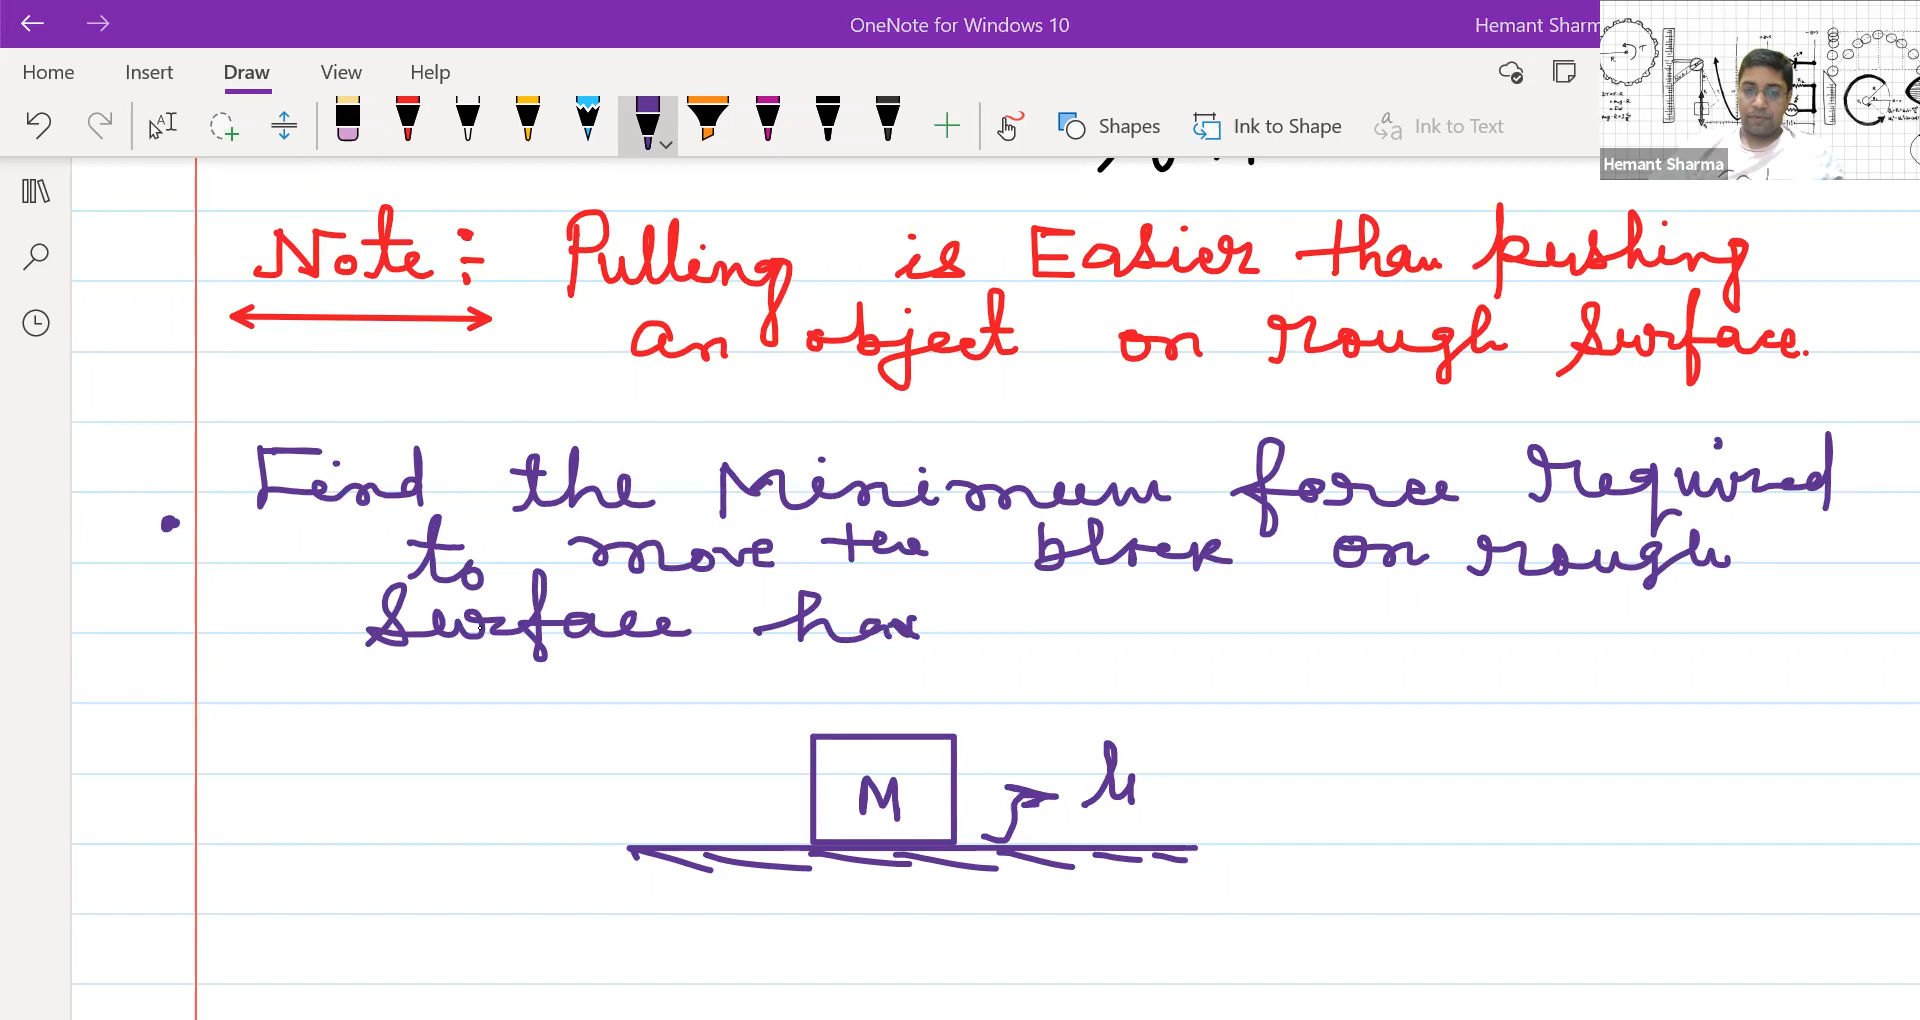 OneNote for Windows 10
Hemant Sharm
Home Insert Draw View Help
Shapes Ink to Shape Ink to Text
Hemant Sharma
Note: Pulling is Easier than pushing
an object on rough surface.
Find the Minimum force required
to move the block on rough
Surface has
M μ